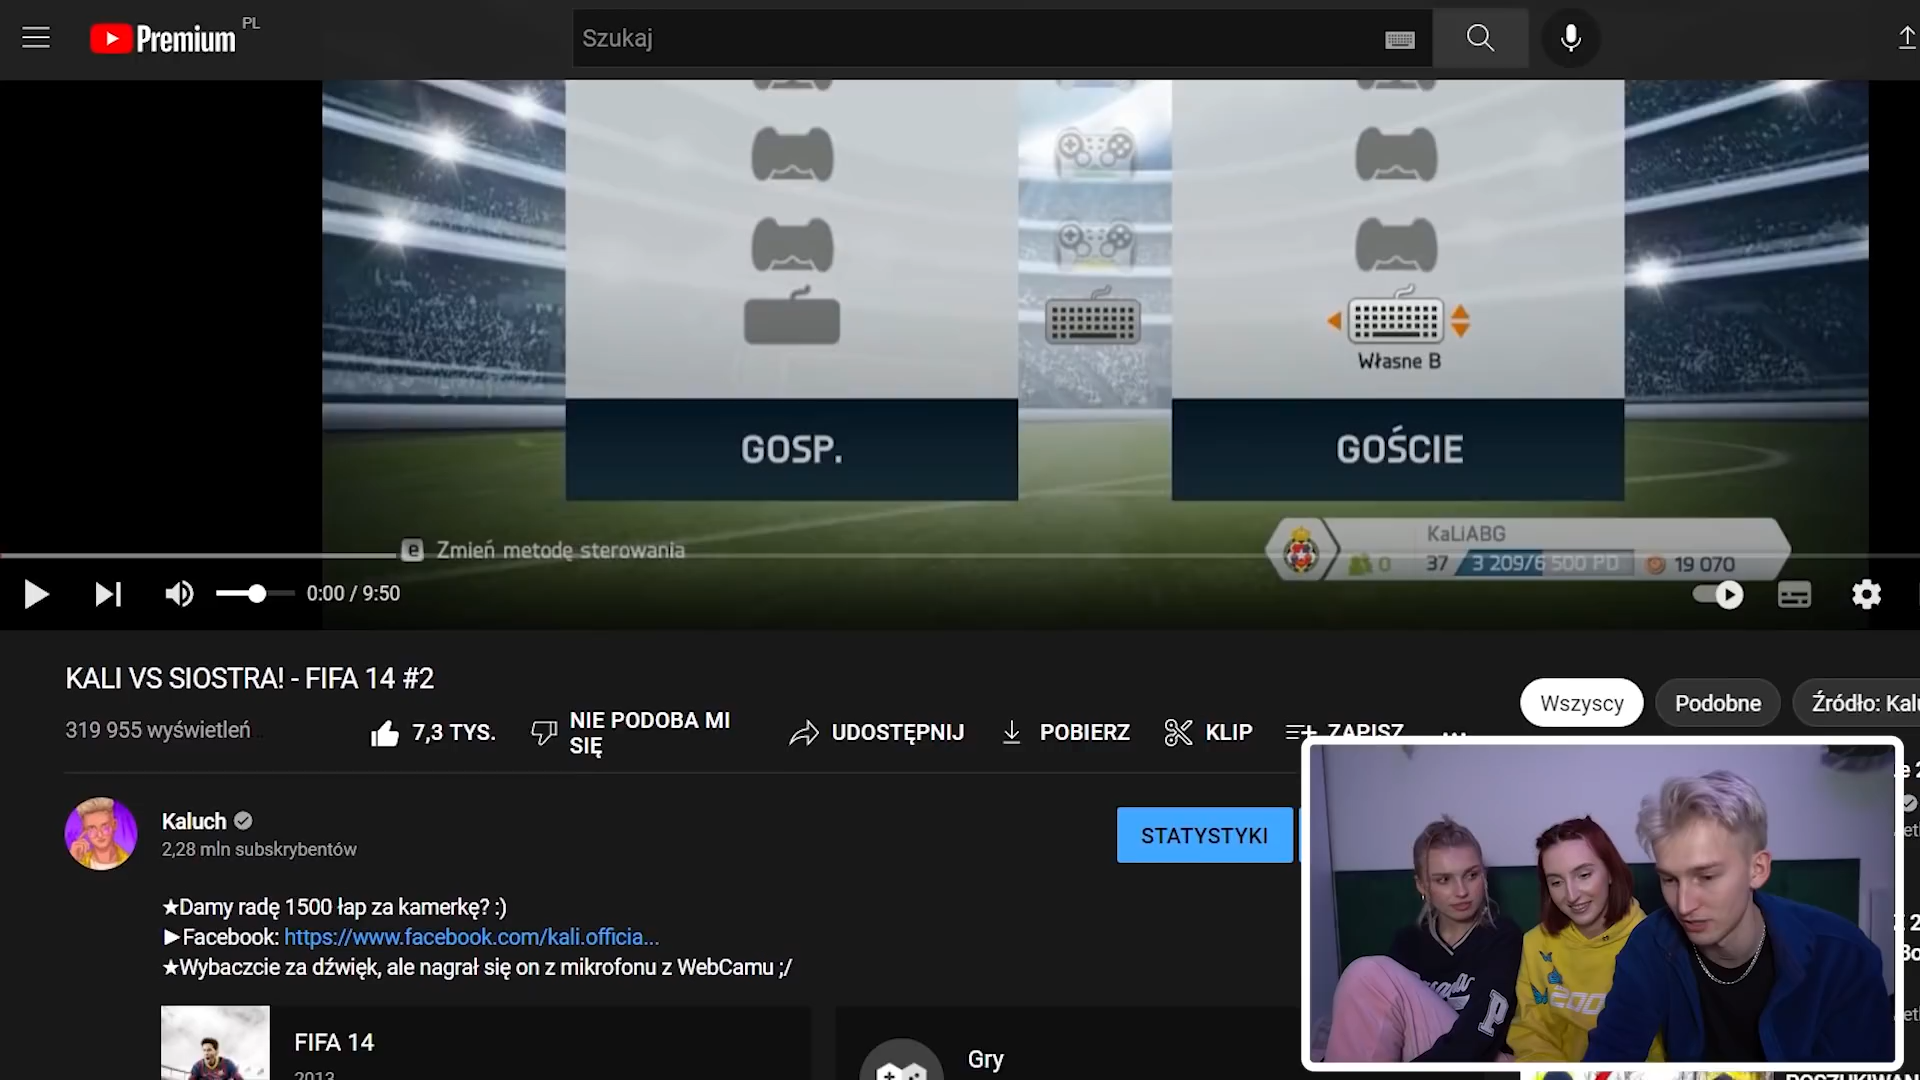 Premium PL
Szukaj
Własne B
GOSP.
GOŚCIE
e Zmień metodę sterowania
KaLiABG
0 37 3 209/6 500 PD 19 070
0:00 / 9:50
KALI VS SIOSTRA! - FIFA 14 #2
319 955 wyświetleń
7,3 TYS.
NIE PODOBA MI
SIĘ
UDOSTĘPNIJ
POBIERZ
KLIP
ZAPISZ
Wszyscy
Podobne
Źródło: Kalu
Kaluch
2,28 mln subskrybentów
STATYSTYKI
★Damy radę 1500 łap za kamerkę? :)
►Facebook: https://www.facebook.com/kali.officia...
★Wybaczcie za dźwięk, ale nagrał się on z mikrofonu z WebCamu ;/
FIFA 14
2013
Gry
P
200